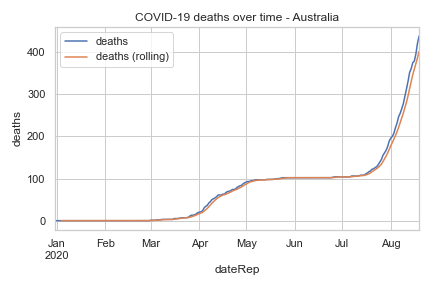 COVID-19 deaths over time - Australia
deaths
deaths (rolling)
400
300
200
100
0
deaths
Jan
2020
Feb
Mar
Apr
May
Jun
Jul
Aug
dateRep